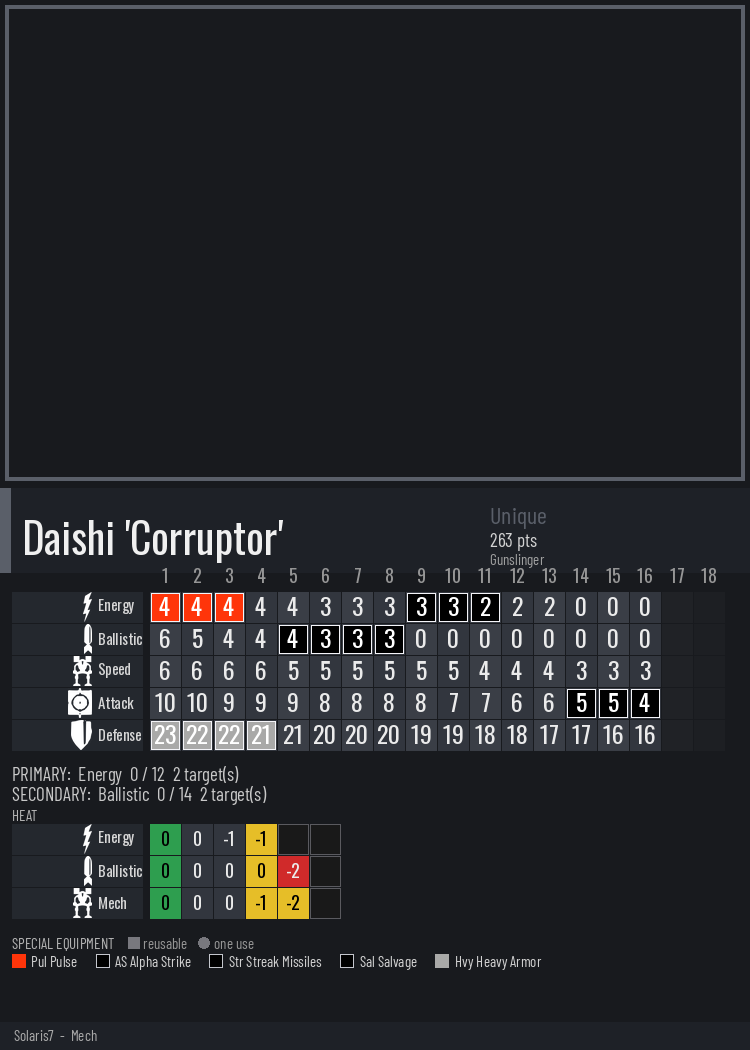 Daishi 'Corruptor'
Unique
263 pts
Gunslinger
1 2 3 4 5 6 7 8 9 10 11 12 13 14 15 16 17 18
Energy 4 4 4 4 4 3 3 3 3 3 2 2 2 0 0 0
Ballistic 6 5 4 4 4 3 3 3 0 0 0 0 0 0 0 0
Speed 6 6 6 6 5 5 5 5 5 5 4 4 4 3 3 3
Attack 10 10 9 9 9 8 8 8 8 7 7 6 6 5 5 4
Defense 23 22 22 21 21 20 20 20 19 19 18 18 17 17 16 16
PRIMARY: Energy 0 / 12 2 target(s)
SECONDARY: Ballistic 0 / 14 2 target(s)
HEAT
Energy 0 0 -1 -1
Ballistic 0 0 0 0 -2
Mech 0 0 0 -1 -2
SPECIAL EQUIPMENT reusable one use
Pul Pulse AS Alpha Strike Str Streak Missiles Sal Salvage Hvy Heavy Armor
Solaris7 - Mech